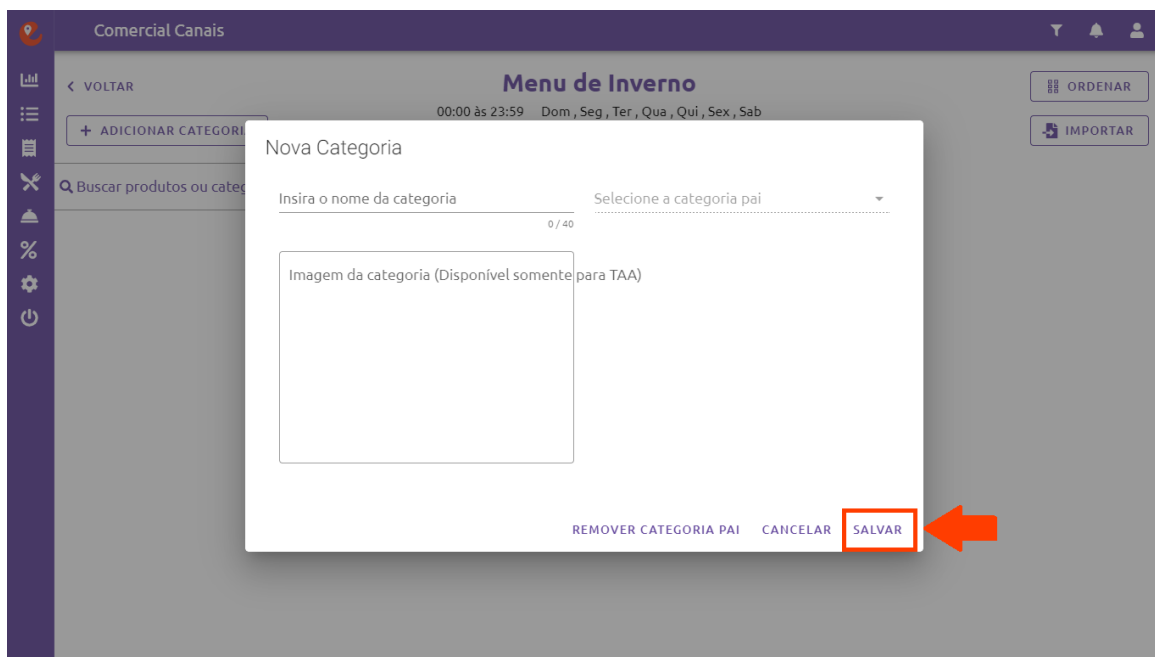 Comercial Canais
VOLTAR
Menu de Inverno
ORDENAR
00:00 às 23:59 Dom , Seg , Ter , Qua , Qui , Sex , Sab
+ ADICIONAR CATEGORI
IMPORTAR
Nova Categoria
Buscar produtos ou categ
Insira o nome da categoria
Selecione a categoria pai
0 / 40
Imagem da categoria (Disponível somente para TAA)
REMOVER CATEGORIA PAI
CANCELAR
SALVAR